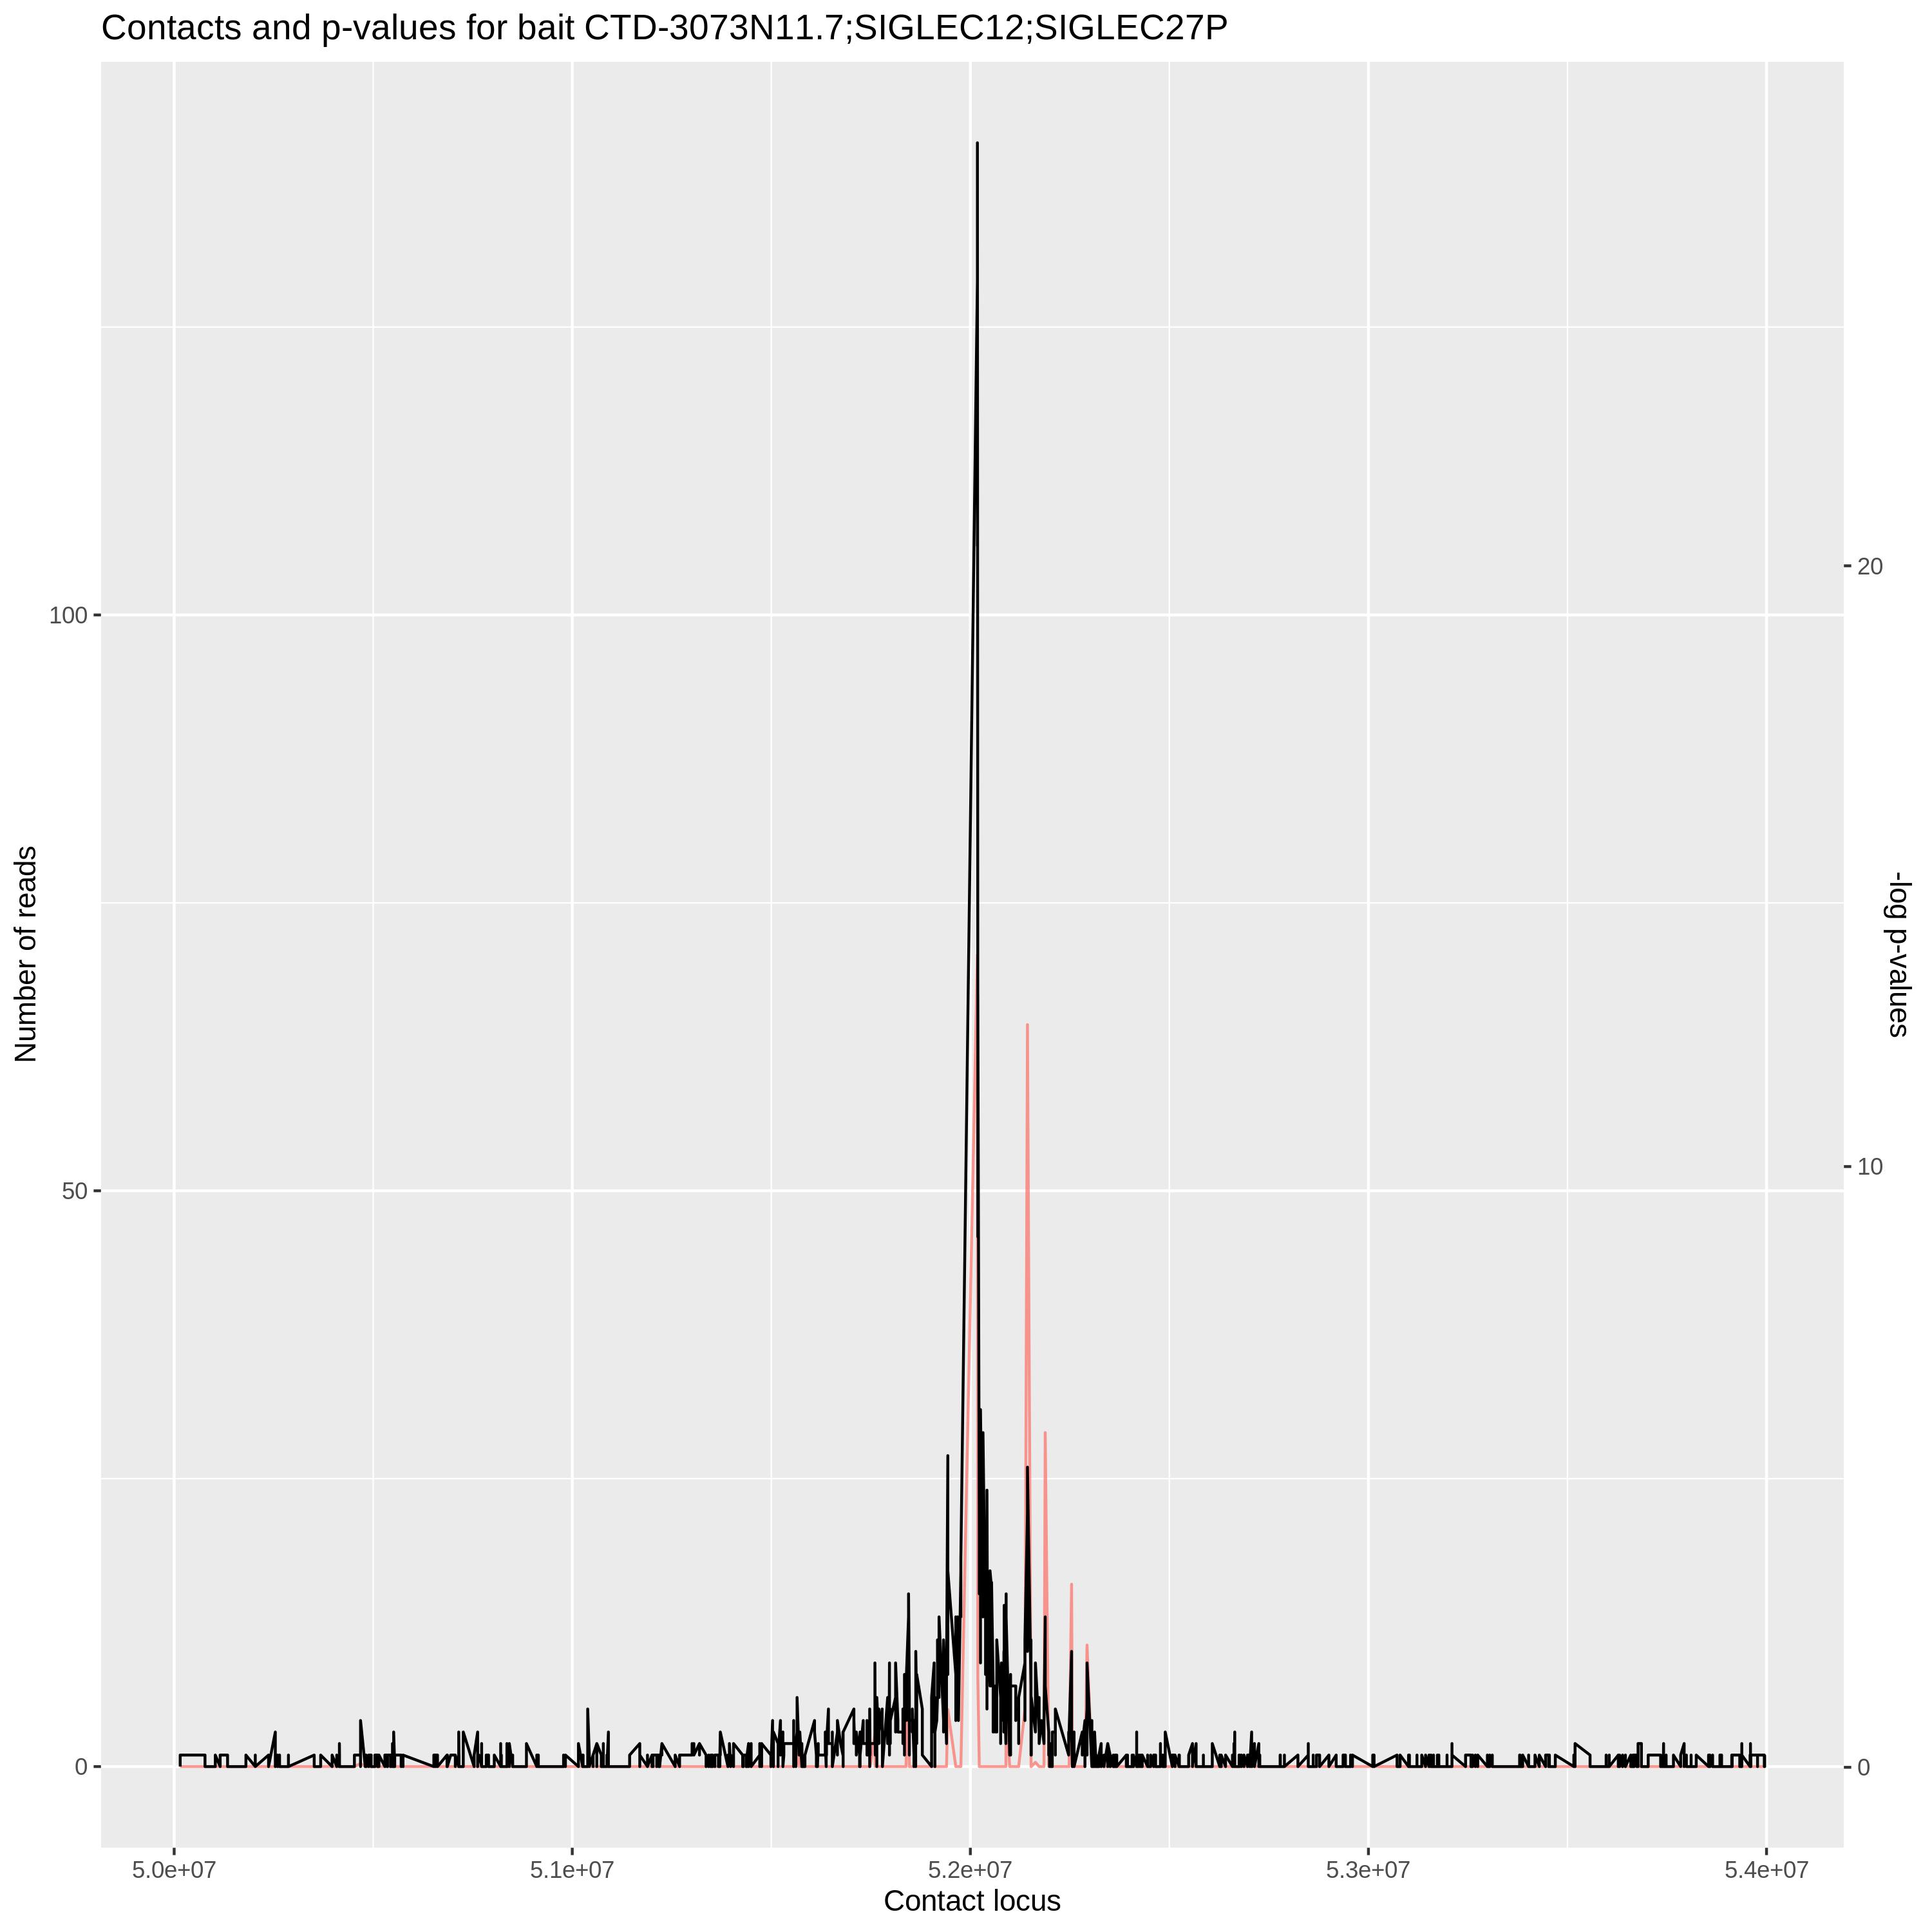 Contacts and p-values for bait CTD-3073N11.7;SIGLEC12;SIGLEC27P
Number of reads
100
50
0
20
10
0
-log p-values
5.0e+07 5.1e+07 5.2e+07 5.3e+07 5.4e+07
Contact locus